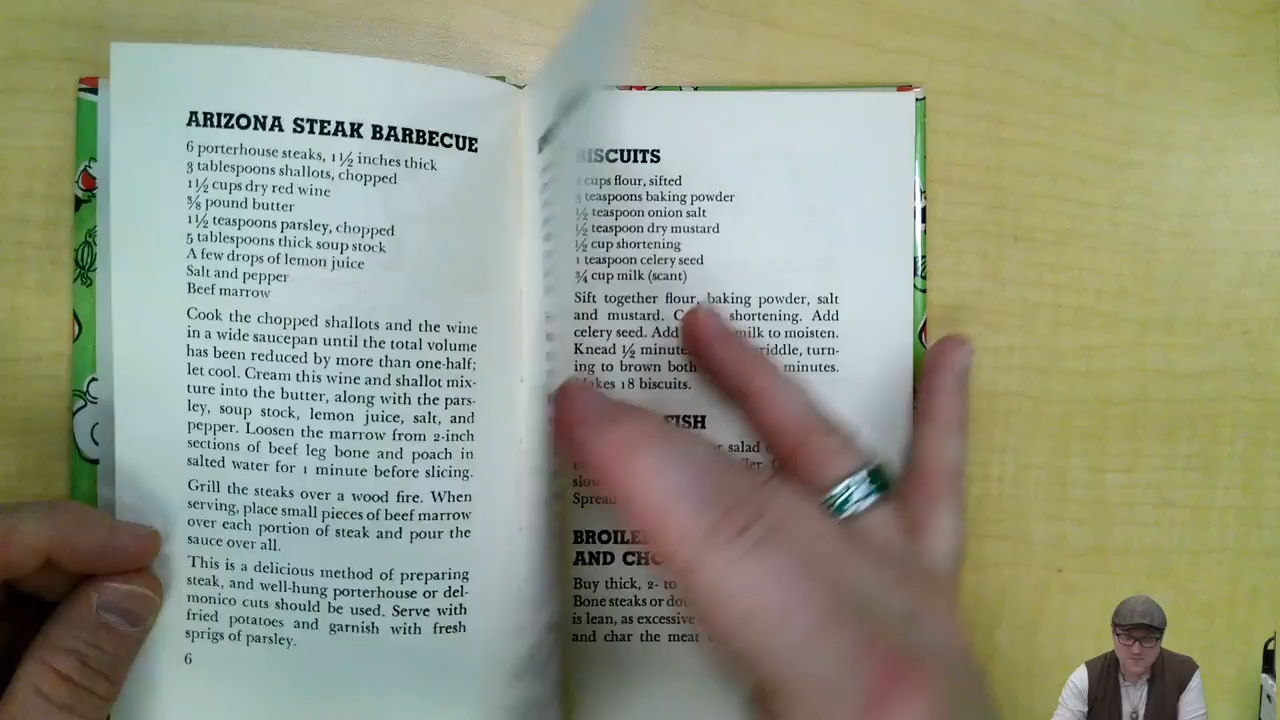 ARIZONA STEAK BARBECUE
6 porterhouse steaks, 1½ inches thick
3 tablespoons shallots, chopped
1½ cups dry red wine
⅜ pound butter
1½ teaspoons parsley, chopped
5 tablespoons thick soup stock
A few drops of lemon juice
Salt and pepper
Beef marrow
Cook the chopped shallots and the wine
in a wide saucepan until the total volume
has been reduced by more than one-half;
let cool. Cream this wine and shallot mix-
ture into the butter, along with the pars-
ley, soup stock, lemon juice, salt, and
pepper. Loosen the marrow from 2-inch
sections of beef leg bone and poach in
salted water for 1 minute before slicing.
Grill the steaks over a wood fire. When
serving, place small pieces of beef marrow
over each portion of steak and pour the
sauce over all.
This is a delicious method of preparing
steak, and well-hung porterhouse or del-
monico cuts should be used. Serve with
fried potatoes and garnish with fresh
sprigs of parsley.
6
BISCUITS
cups flour, sifted
3 teaspoons baking powder
½ teaspoon onion salt
½ teaspoon dry mustard
½ cup shortening
1 teaspoon celery seed
¾ cup milk (scant)
Sift together flour, baking powder, salt
and mustard. shortening. Add
celery seed. Add milk to moisten.
Knead ½ minute turn-
ing to brown both minutes.
Makes 18 biscuits.
FISH
salad
Spread
AND
Buy thick, 2- to
Bone steaks or
is lean, as excessive
and char the meat